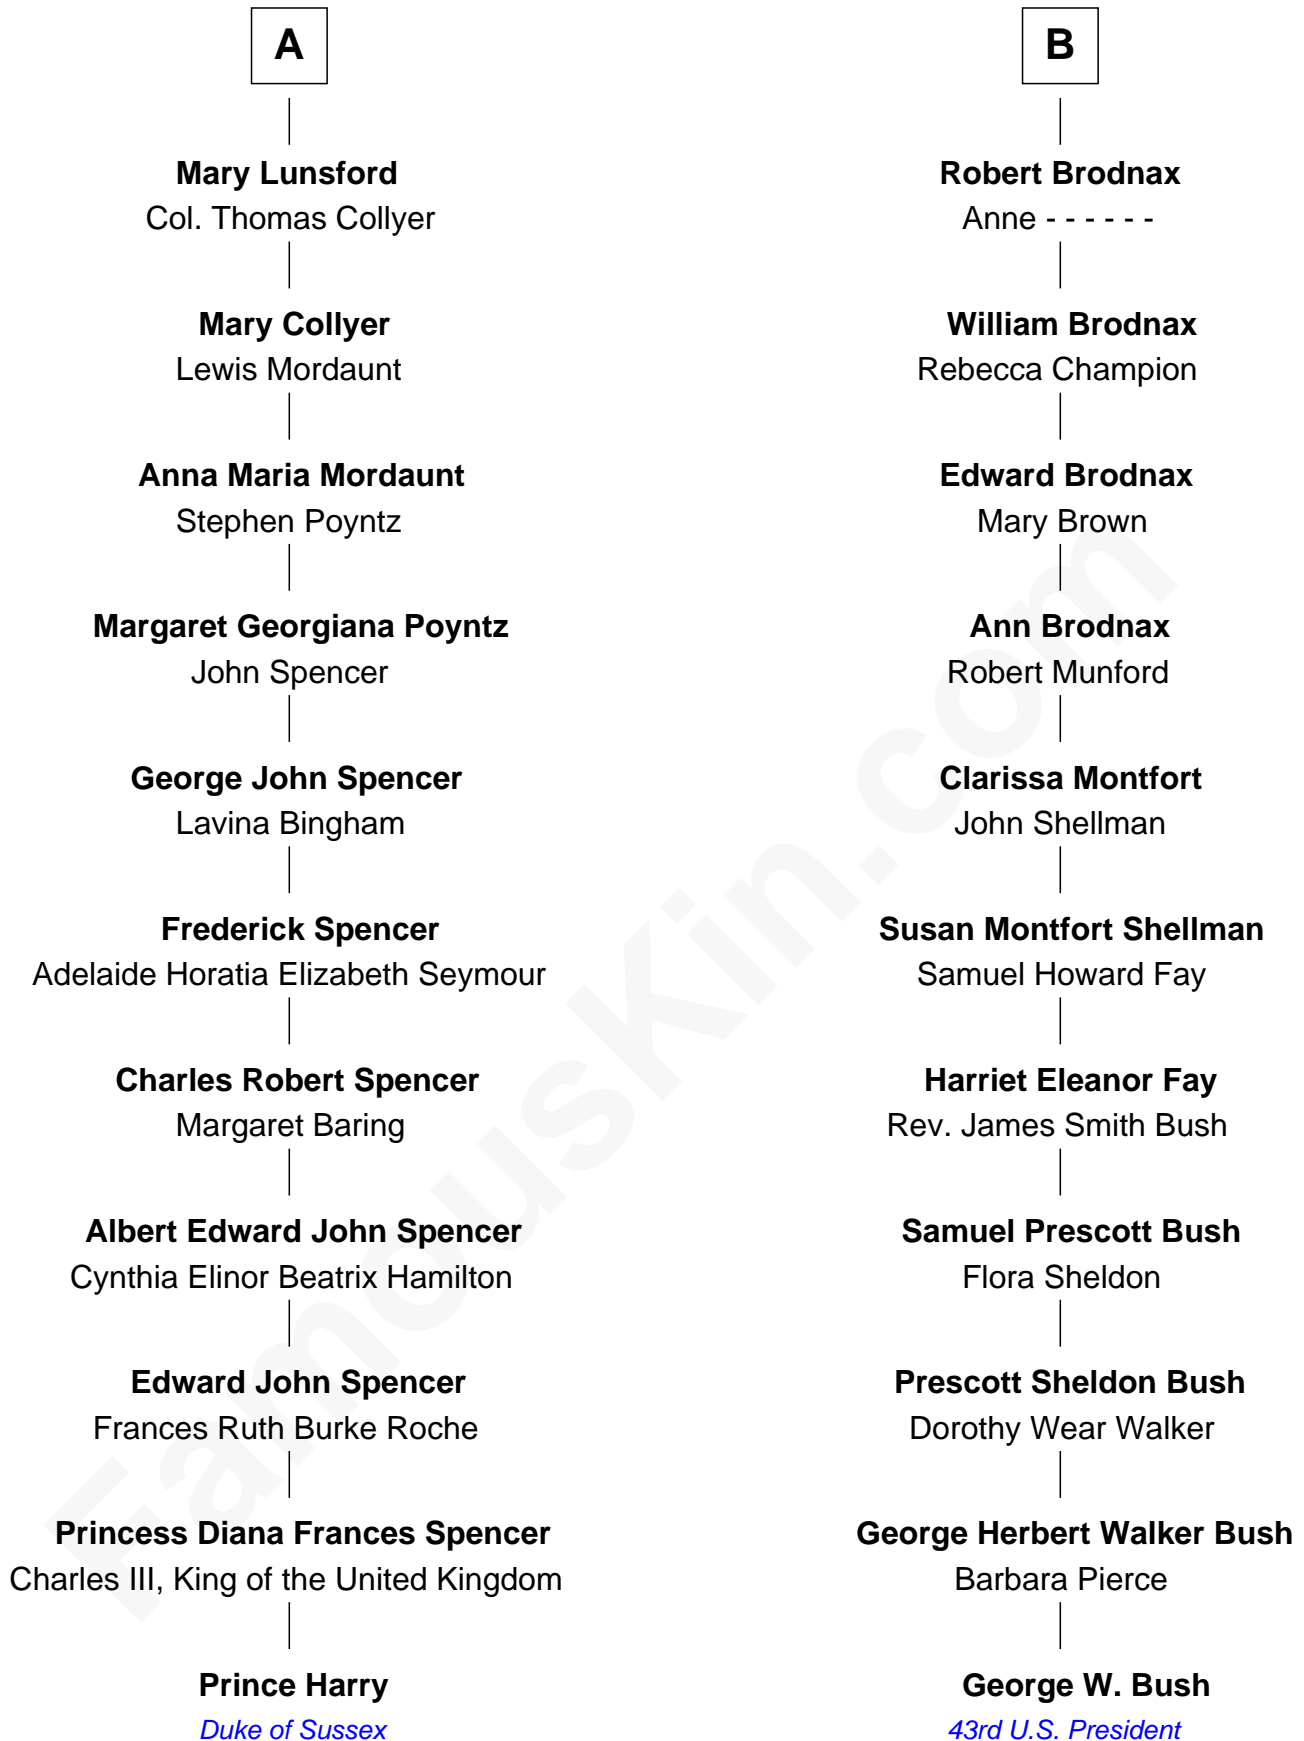 A
Mary Lunsford
Col. Thomas Collyer
Mary Collyer
Lewis Mordaunt
Anna Maria Mordaunt
Stephen Poyntz
Margaret Georgiana Poyntz
John Spencer
George John Spencer
Lavina Bingham
Frederick Spencer
Adelaide Horatia Elizabeth Seymour
Charles Robert Spencer
Margaret Baring
Albert Edward John Spencer
Cynthia Elinor Beatrix Hamilton
Edward John Spencer
Frances Ruth Burke Roche
Princess Diana Frances Spencer
Charles III, King of the United Kingdom
Prince Harry
Duke of Sussex
B
Robert Brodnax
Anne - - - - - -
William Brodnax
Rebecca Champion
Edward Brodnax
Mary Brown
Ann Brodnax
Robert Munford
Clarissa Montfort
John Shellman
Susan Montfort Shellman
Samuel Howard Fay
Harriet Eleanor Fay
Rev. James Smith Bush
Samuel Prescott Bush
Flora Sheldon
Prescott Sheldon Bush
Dorothy Wear Walker
George Herbert Walker Bush
Barbara Pierce
George W. Bush
43rd U.S. President
FamousKin.com